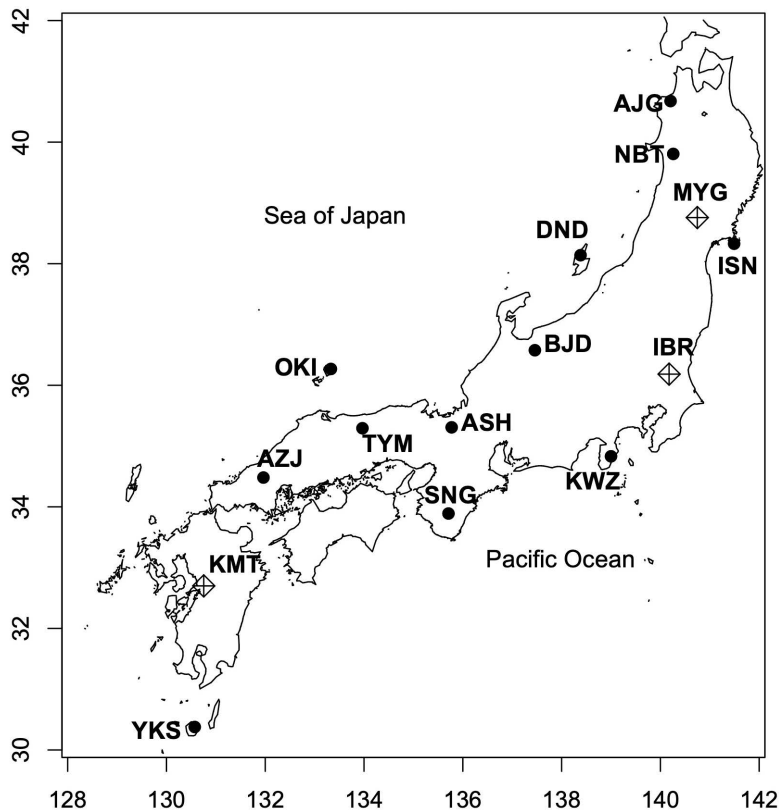 42
40
38
36
34
32
30
AJG
NBT
MYG
Sea of Japan
DND
ISN
BJD
IBR
OKI
ASH
TYM
AZJ
KWZ
SNG
Pacific Ocean
KMT
YKS
128 130 132 134 136 138 140 142